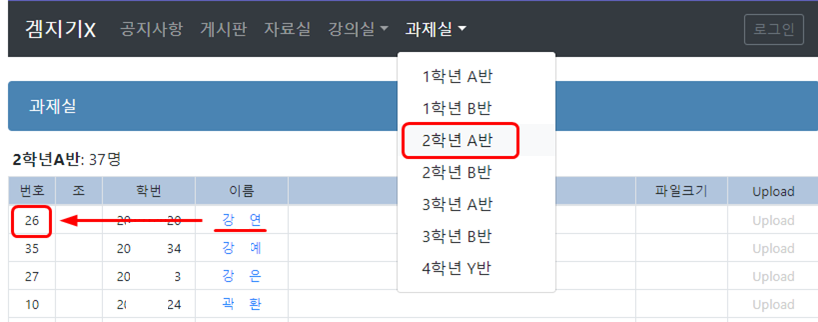 겜지기X 공지사항 게시판 자료실 강의실 과제실 로그인
1학년 A반
1학년 B반
2학년 A반
2학년 B반
3학년 A반
3학년 B반
4학년 Y반
과제실
2학년A반: 37명
번호 조 학번 이름 파일크기 Upload
26 20 20 강 연 Upload
35 20 34 강 예 Upload
27 20 3 강 은 Upload
10 24 곽 환 Upload